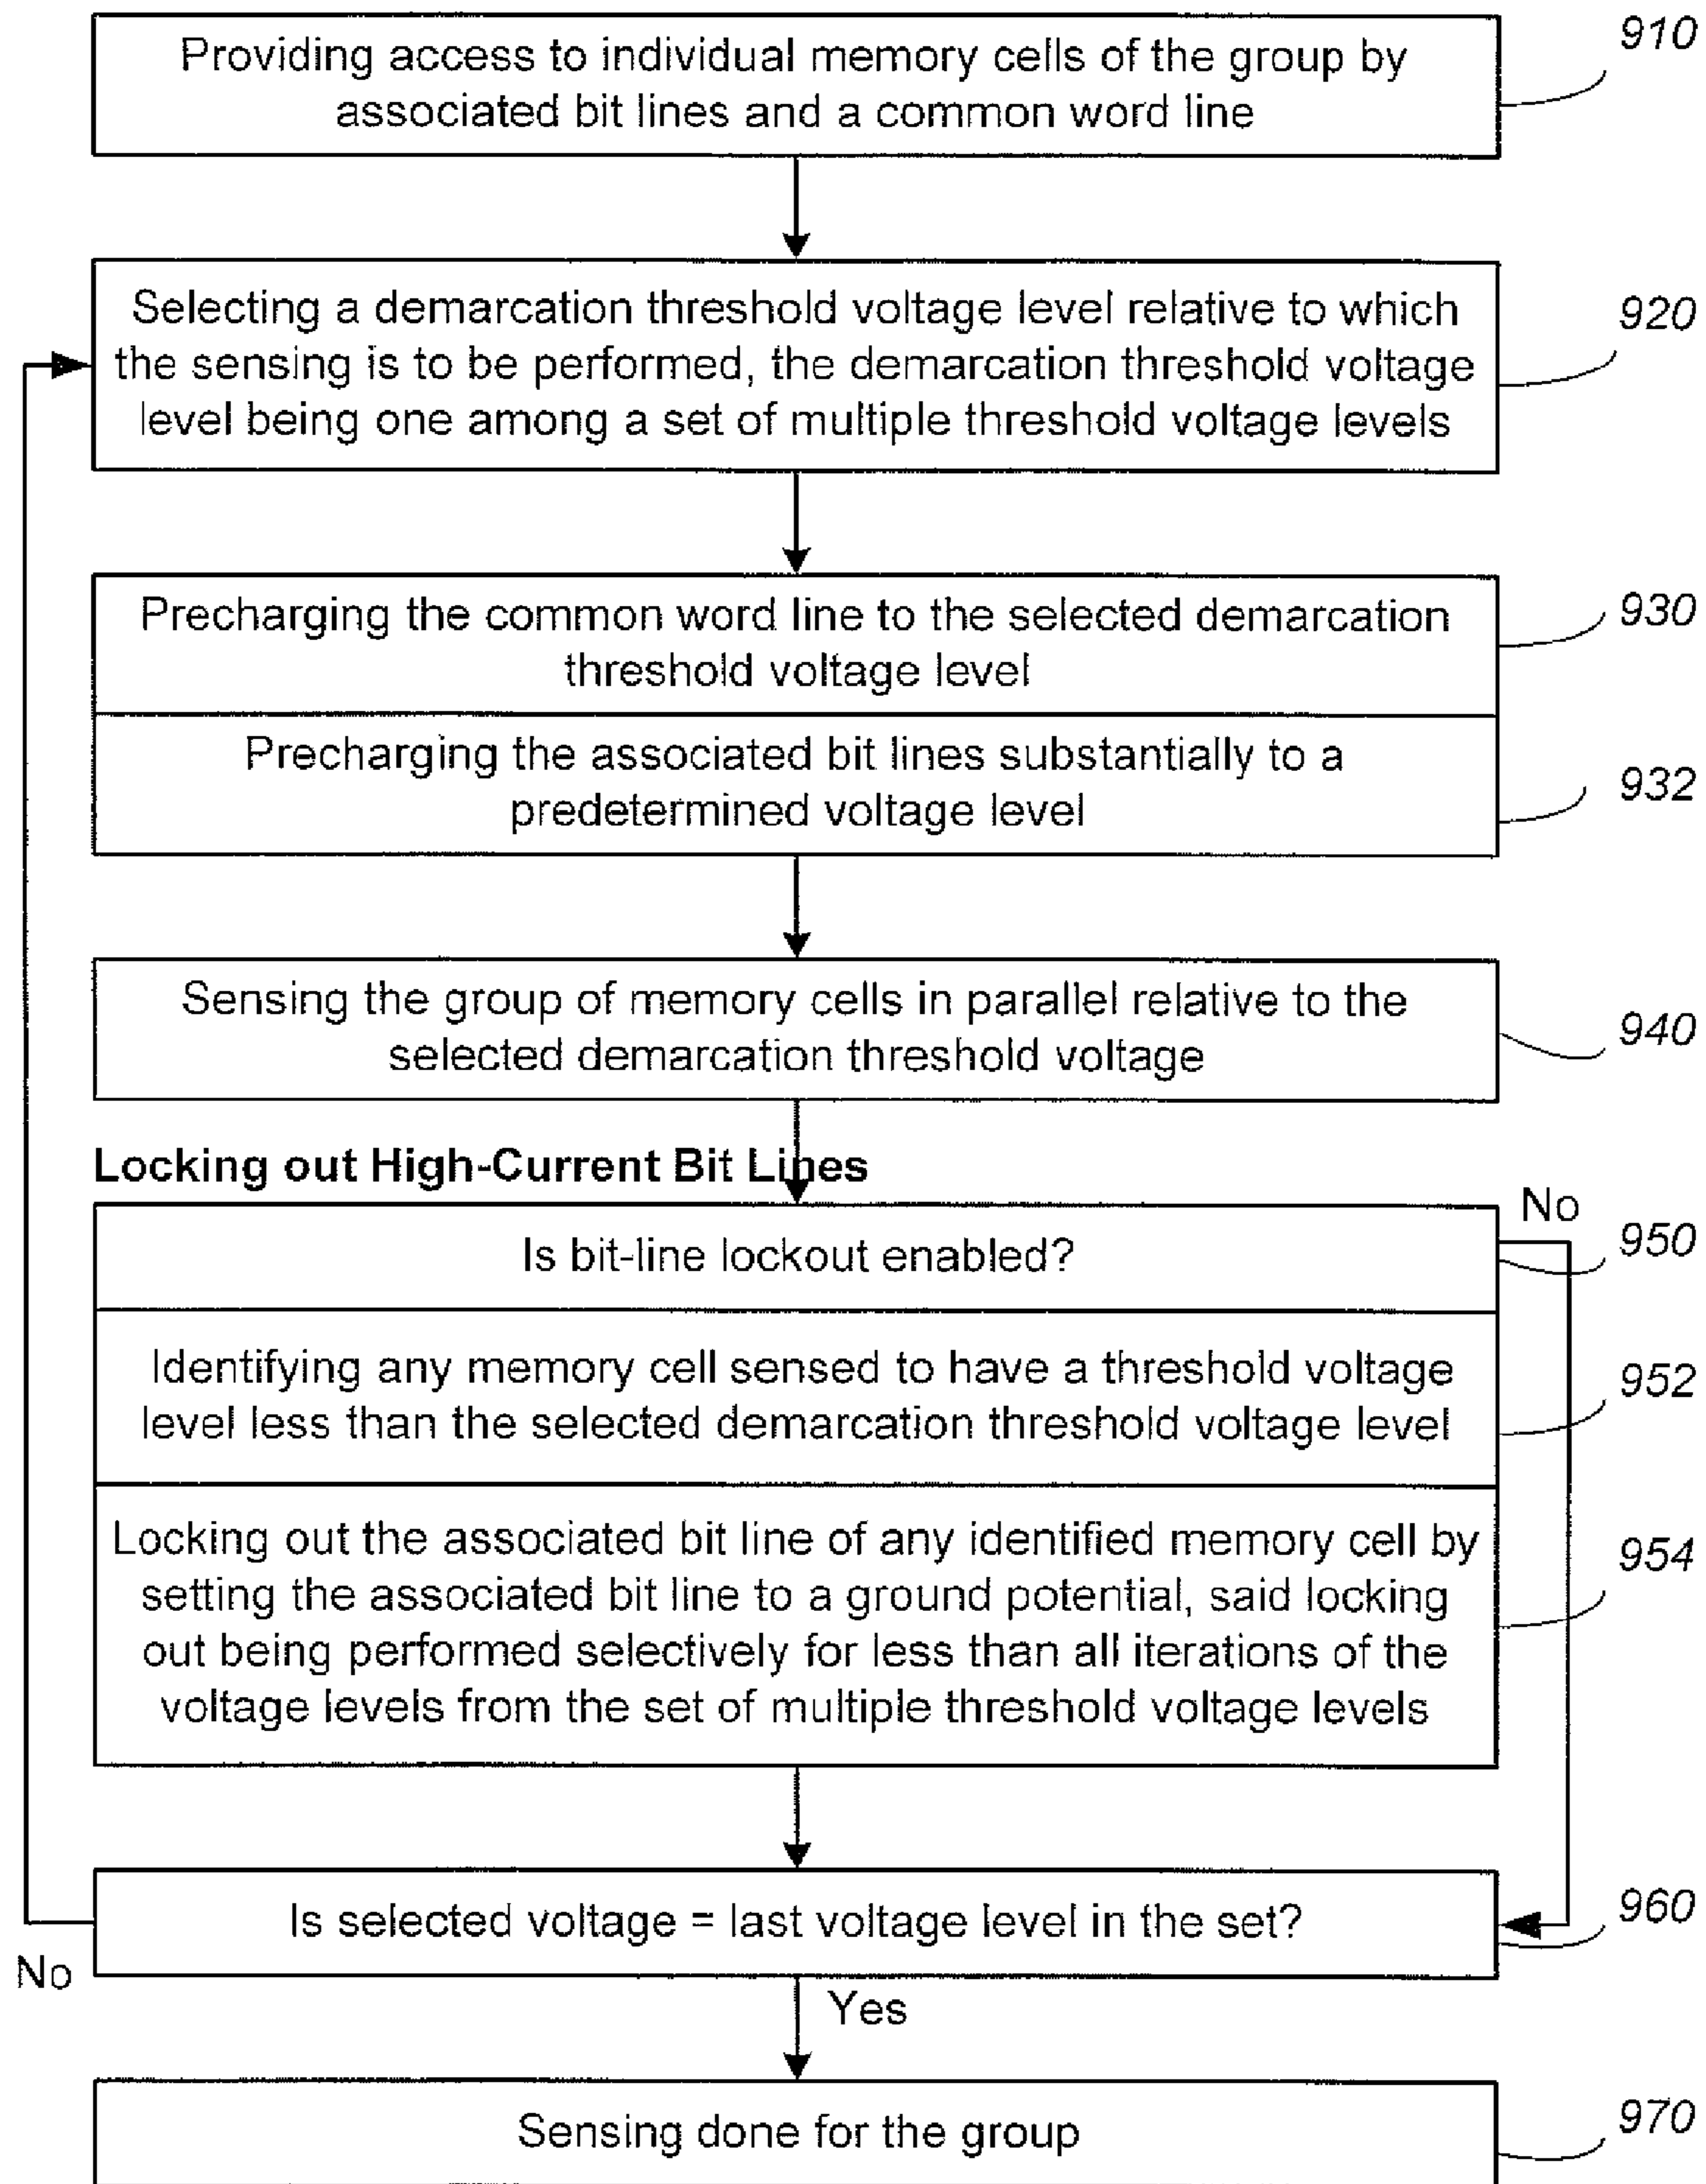 Providing access to individual memory cells of the group by
associated bit lines and a common word line
910
Selecting a demarcation threshold voltage level relative to which
the sensing is to be performed, the demarcation threshold voltage
level being one among a set of multiple threshold voltage levels
920
Precharging the common word line to the selected demarcation
threshold voltage level
930
Precharging the associated bit lines substantially to a
predetermined voltage level
932
Sensing the group of memory cells in parallel relative to the
selected demarcation threshold voltage
940
Locking out High-Current Bit Lines
Is bit-line lockout enabled?
No
950
Identifying any memory cell sensed to have a threshold voltage
level less than the selected demarcation threshold voltage level
952
Locking out the associated bit line of any identified memory cell by
setting the associated bit line to a ground potential, said locking
out being performed selectively for less than all iterations of the
voltage levels from the set of multiple threshold voltage levels
954
Is selected voltage = last voltage level in the set?
960
No
Yes
Sensing done for the group
970